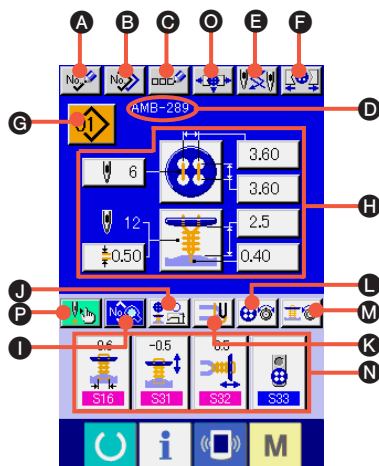 A B C O E F
No. No.
D
AMB-289
G
01
6
3.60
3.60
H
12
2.5
0.50
0.40
J
L
P
M
No.
I
K
N
0.6 -0.5 0.5
S16 S31 S32 S33
i M